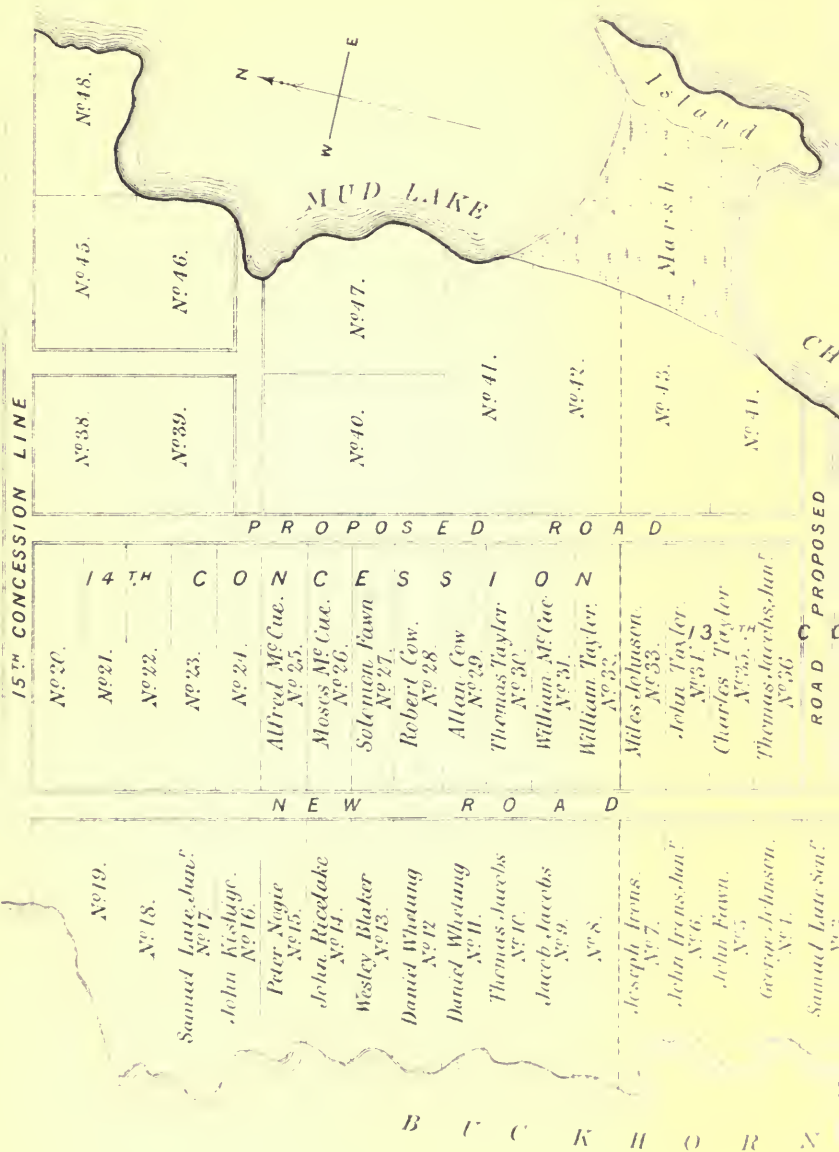 15TH CONCESSION LINE
Nº 48.
Nº 45.
Nº 46.
Nº 47.
Nº 38.
Nº 39.
Nº 40.
Nº 41.
Nº 42.
Nº 43.
Nº 44.
N
E
W
MUD LAKE
Island
Marsh
CH
PROPOSED ROAD
ROAD PROPOSED
14TH CONCESSION
13TH CO
Nº 20.
Nº 21.
Nº 22.
Nº 23.
Nº 24.
Alfred McCue.
Nº 25.
Moses McCue.
Nº 26.
Solomon Fawn
Nº 27.
Robert Cow.
Nº 28.
Allan Cow
Nº 29.
Thomas Taylor
Nº 30.
William McCue
Nº 31.
William Taylor.
Nº 32.
Miles Johnson.
Nº 33.
John Taylor.
Nº 34.
Charles Taylor
Nº 35.
Thomas Jacobs, Junr
Nº 36
NEW ROAD
Nº 19.
Nº 18.
Samuel Lute, Junr
Nº 17.
John Kishigo.
Nº 16.
Peter Nogie
Nº 15.
John Ricelake
Nº 14.
Wesley Blaker
Nº 13.
Daniel Whetung
Nº 12
Daniel Whetung
Nº 11.
Thomas Jacobs
Nº 10.
Jacob Jacobs
Nº 9.
Nº 8.
Joseph Irons.
Nº 7.
John Irons, Junr
Nº 6.
John Fawn.
Nº 5
George Johnson.
Nº 4.
Samuel Lute Senr
BUCKHORN